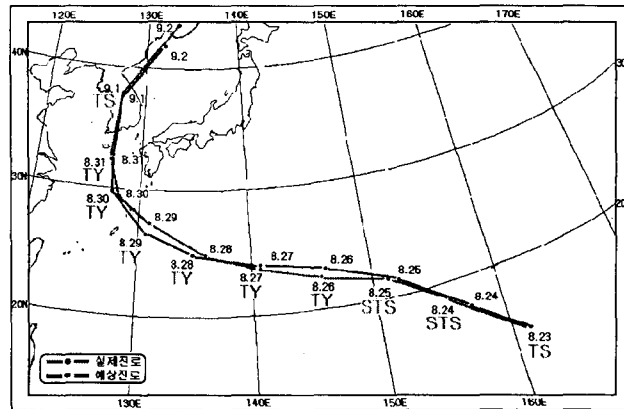 120E 130E 140E 150E 160E 170E
40N
9.2
9.2
30
9.1
9.1
TS
8.31
8.31
TY
30N
8.30
8.30
TY
20
8.29
8.29
TY
8.28
8.28
TY
8.27
8.27
TY
8.26
8.26
TY
8.25
8.25
STS
8.24
8.24
STS
8.23
TS
20N
실제진로
예상진로
130E 140E 150E 160E